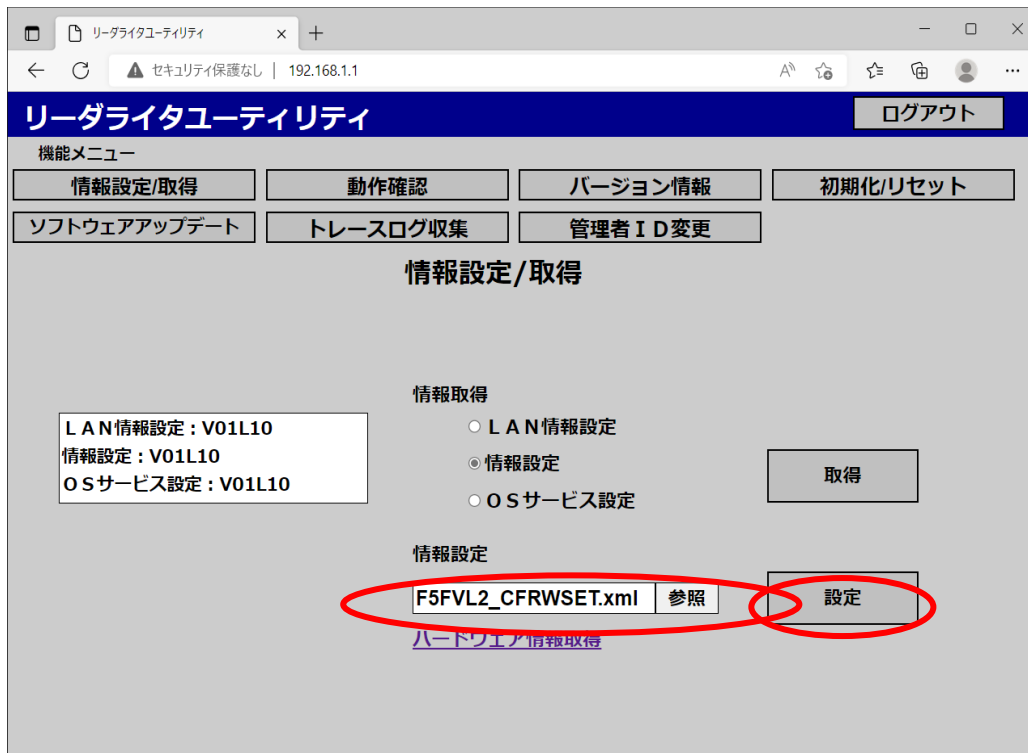 リーダライタユーティリティ
セキュリティ保護なし | 192.168.1.1
リーダライタユーティリティ ログアウト
機能メニュー
情報設定/取得 動作確認 バージョン情報 初期化/リセット
ソフトウェアアップデート トレースログ収集 管理者ＩＤ変更
情報設定/取得
情報取得
ＬＡＮ情報設定：V01L10
情報設定：V01L10
ＯＳサービス設定：V01L10
ＬＡＮ情報設定
情報設定
ＯＳサービス設定
取得
情報設定
F5FVL2_CFRWSET.xml 参照 設定
ハードウェア情報取得